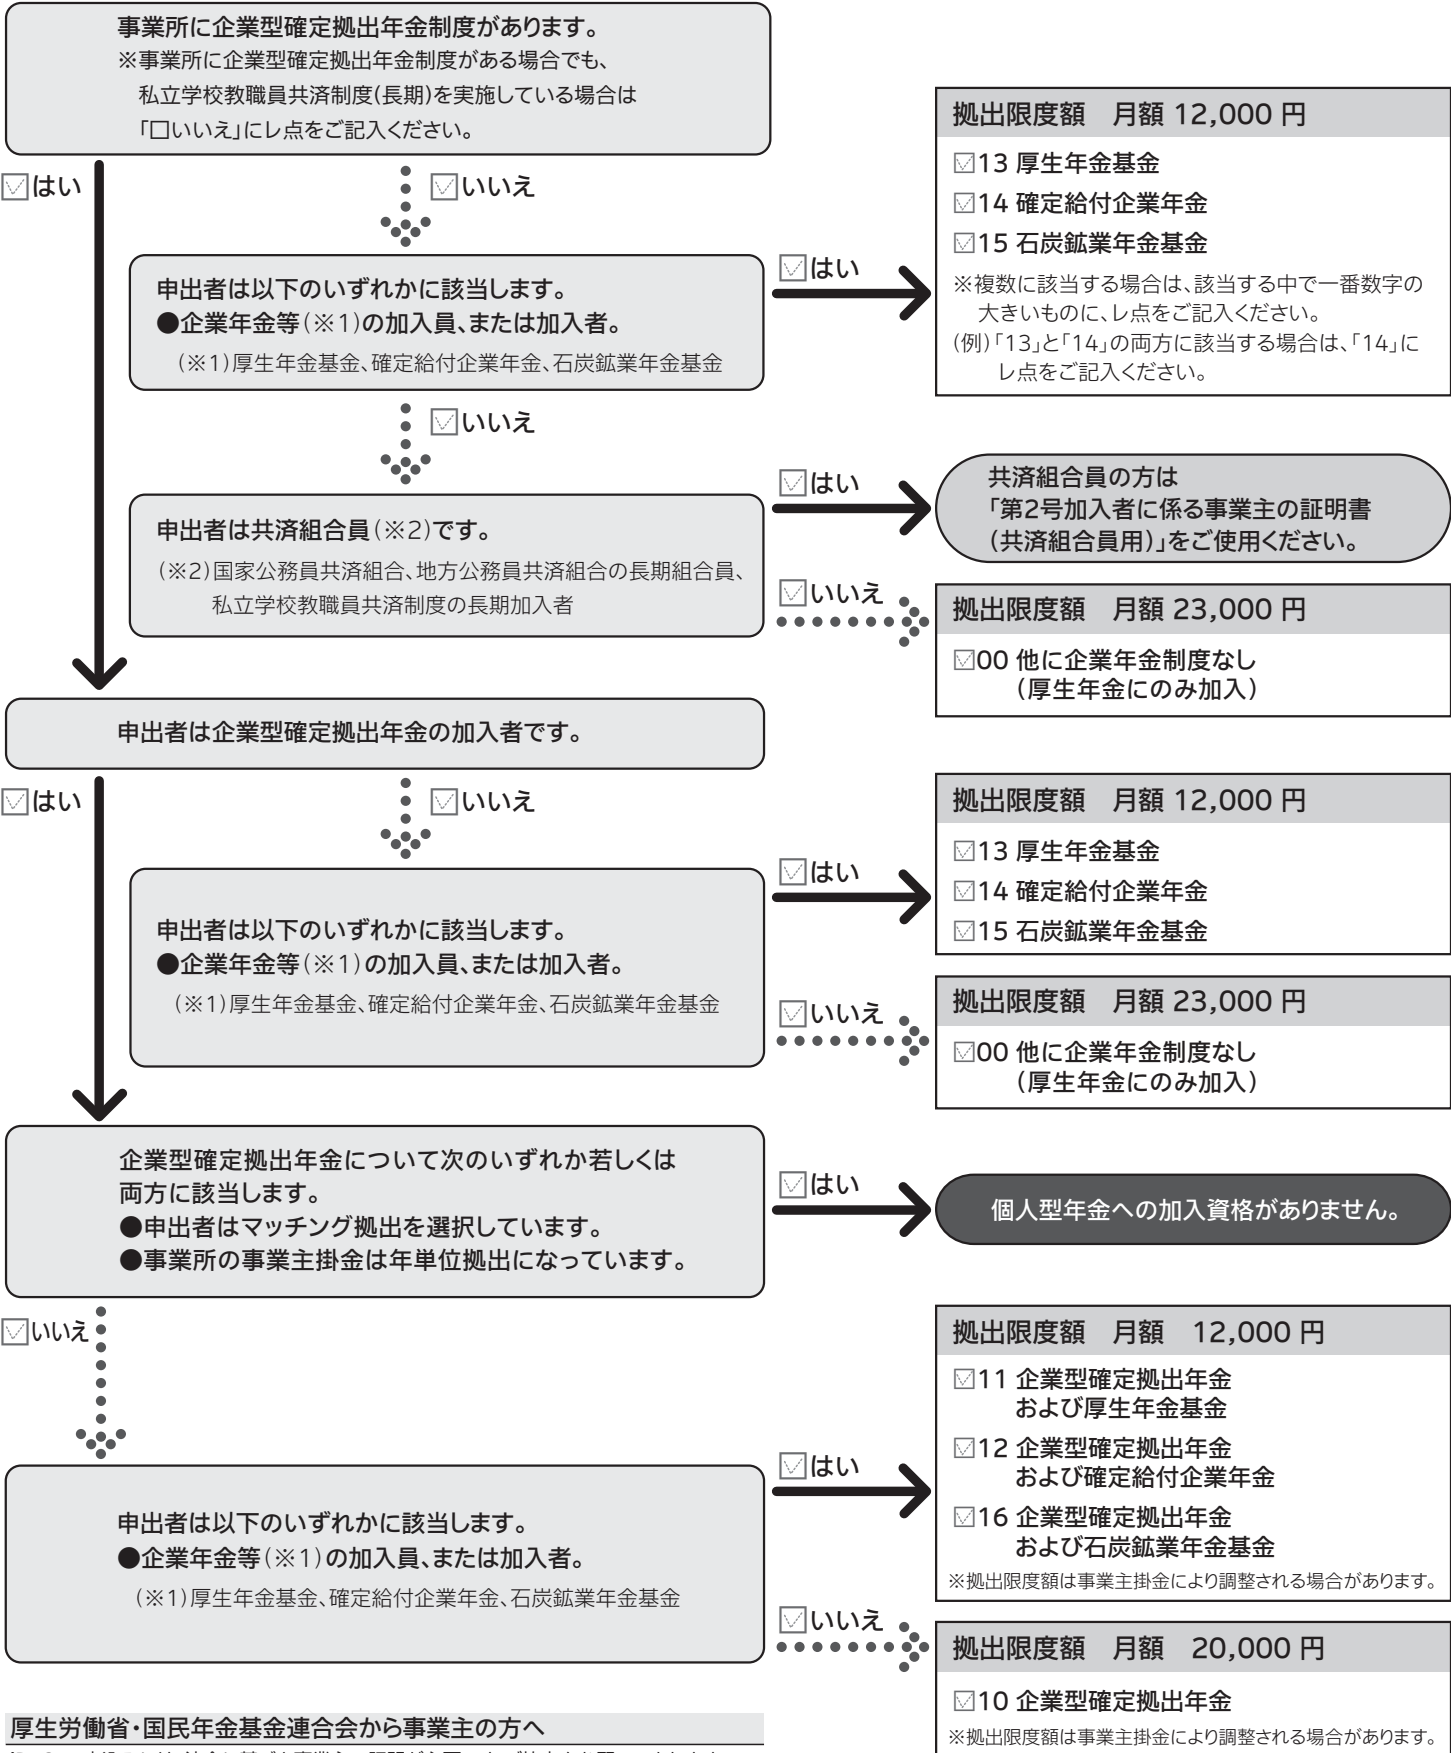 事業所に企業型確定拠出年金制度があります。
※事業所に企業型確定拠出年金制度がある場合でも、
私立学校教職員共済制度(長期)を実施している場合は
「□いいえ」にレ点をご記入ください。
はい
いいえ
申出者は以下のいずれかに該当します。
●企業年金等(※1)の加入員、または加入者。
(※1)厚生年金基金、確定給付企業年金、石炭鉱業年金基金
はい
拠出限度額 月額 12,000 円
13 厚生年金基金
14 確定給付企業年金
15 石炭鉱業年金基金
※複数に該当する場合は、該当する中で一番数字の
大きいものに、レ点をご記入ください。
(例)「13」と「14」の両方に該当する場合は、「14」に
レ点をご記入ください。
いいえ
申出者は共済組合員(※2)です。
(※2)国家公務員共済組合、地方公務員共済組合の長期組合員、
私立学校教職員共済制度の長期加入者
はい
共済組合員の方は
「第2号加入者に係る事業主の証明書
(共済組合員用)」をご使用ください。
いいえ
拠出限度額 月額 23,000 円
00 他に企業年金制度なし
(厚生年金にのみ加入)
申出者は企業型確定拠出年金の加入者です。
はい
いいえ
申出者は以下のいずれかに該当します。
●企業年金等(※1)の加入員、または加入者。
(※1)厚生年金基金、確定給付企業年金、石炭鉱業年金基金
はい
拠出限度額 月額 12,000 円
13 厚生年金基金
14 確定給付企業年金
15 石炭鉱業年金基金
いいえ
拠出限度額 月額 23,000 円
00 他に企業年金制度なし
(厚生年金にのみ加入)
企業型確定拠出年金について次のいずれか若しくは
両方に該当します。
●申出者はマッチング拠出を選択しています。
●事業所の事業主掛金は年単位拠出になっています。
はい
個人型年金への加入資格がありません。
いいえ
申出者は以下のいずれかに該当します。
●企業年金等(※1)の加入員、または加入者。
(※1)厚生年金基金、確定給付企業年金、石炭鉱業年金基金
はい
拠出限度額 月額 12,000 円
11 企業型確定拠出年金
および厚生年金基金
12 企業型確定拠出年金
および確定給付企業年金
16 企業型確定拠出年金
および石炭鉱業年金基金
※拠出限度額は事業主掛金により調整される場合があります。
いいえ
拠出限度額 月額 20,000 円
10 企業型確定拠出年金
※拠出限度額は事業主掛金により調整される場合があります。
厚生労働省・国民年金基金連合会から事業主の方へ